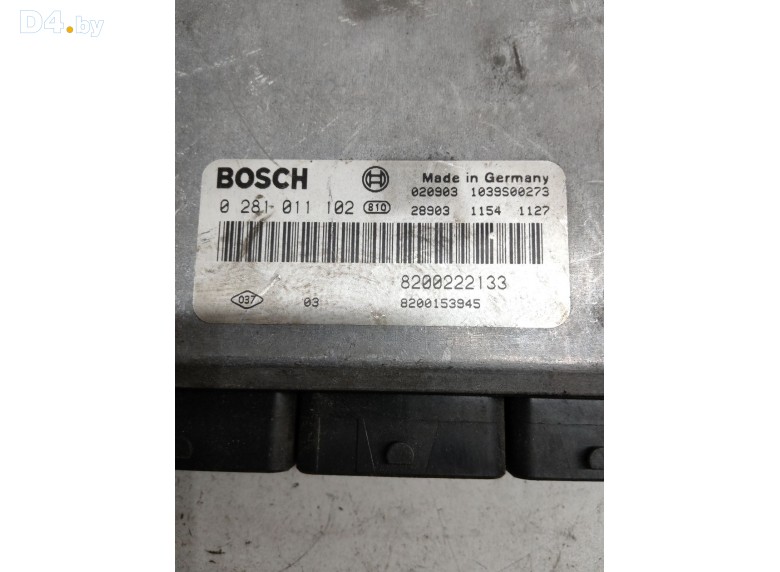 D4.by
BOSCH
Made in Germany
020903 1039S00273
0 281 011 102 810 28903 1154 1127
8200222133
037 03 8200153945